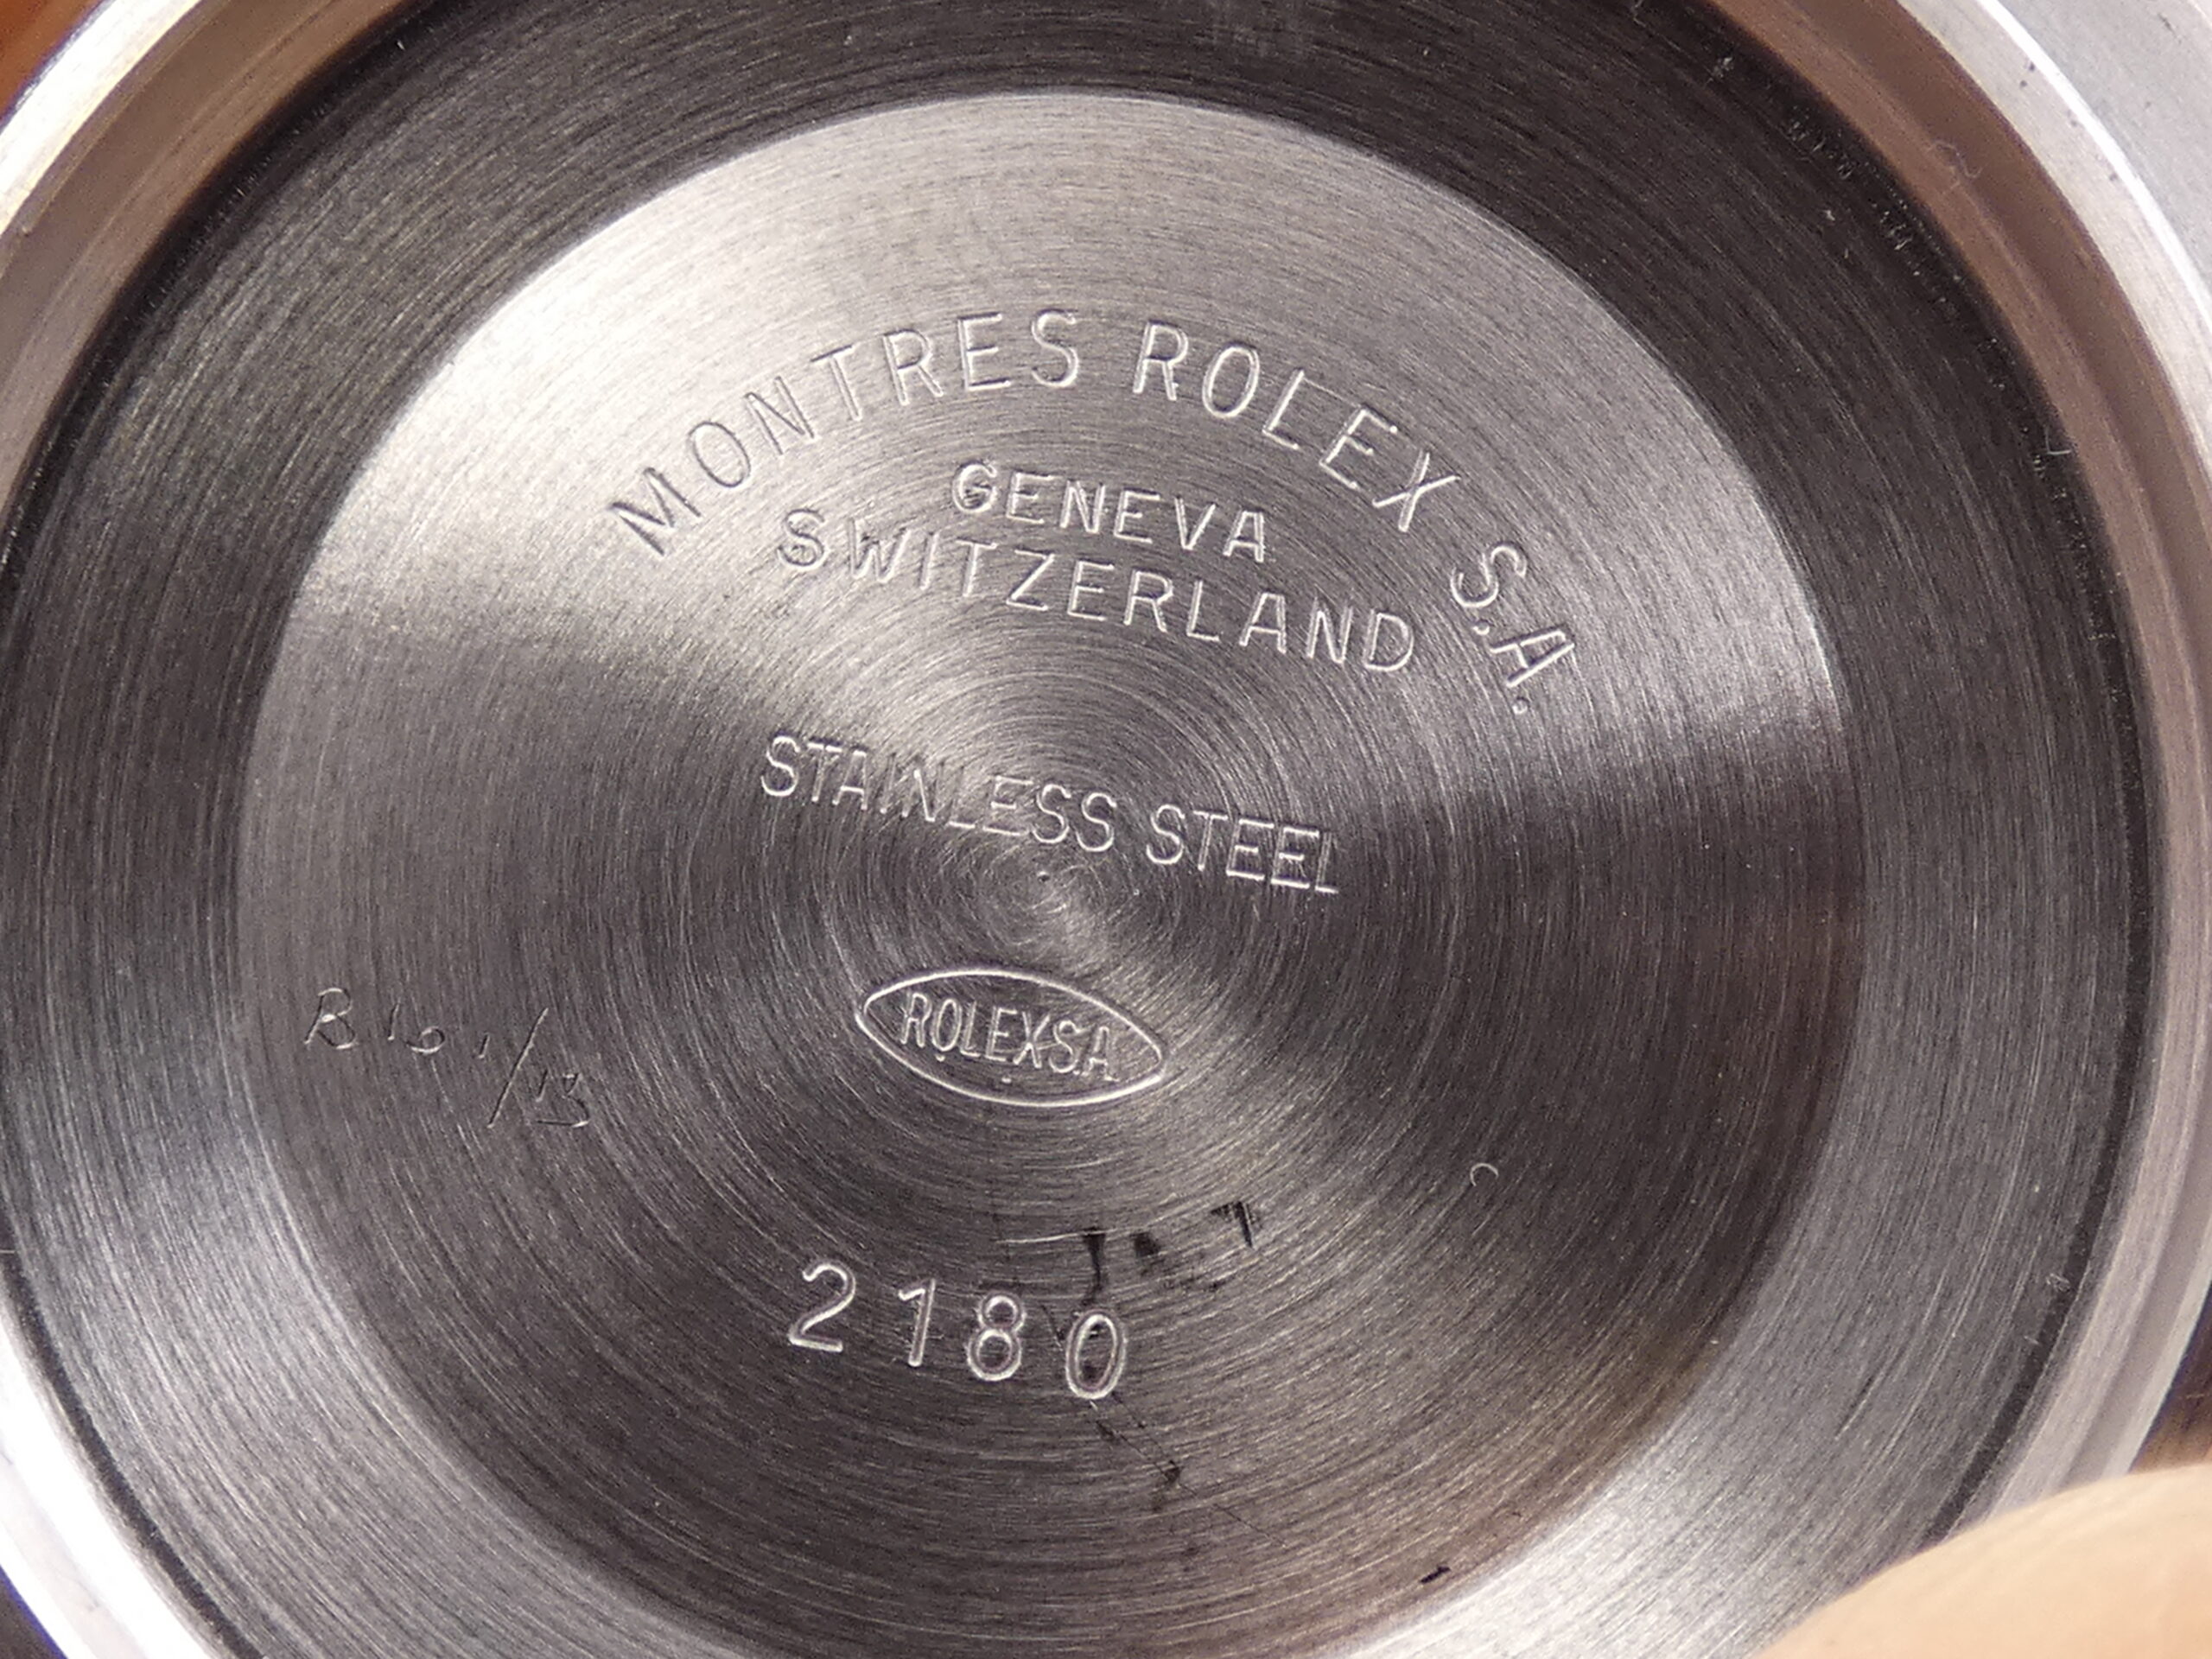 MONTRES ROLEX S.A.
GENEVA
SWITZERLAND
STAINLESS STEEL
ROLEX S.A.
2180